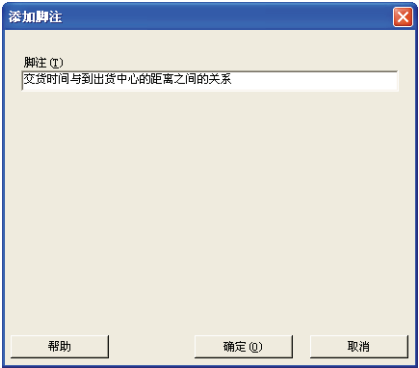 添加脚注
脚注(T)
交货时间与到出货中心的距离之间的关系
帮助
确定(O)
取消